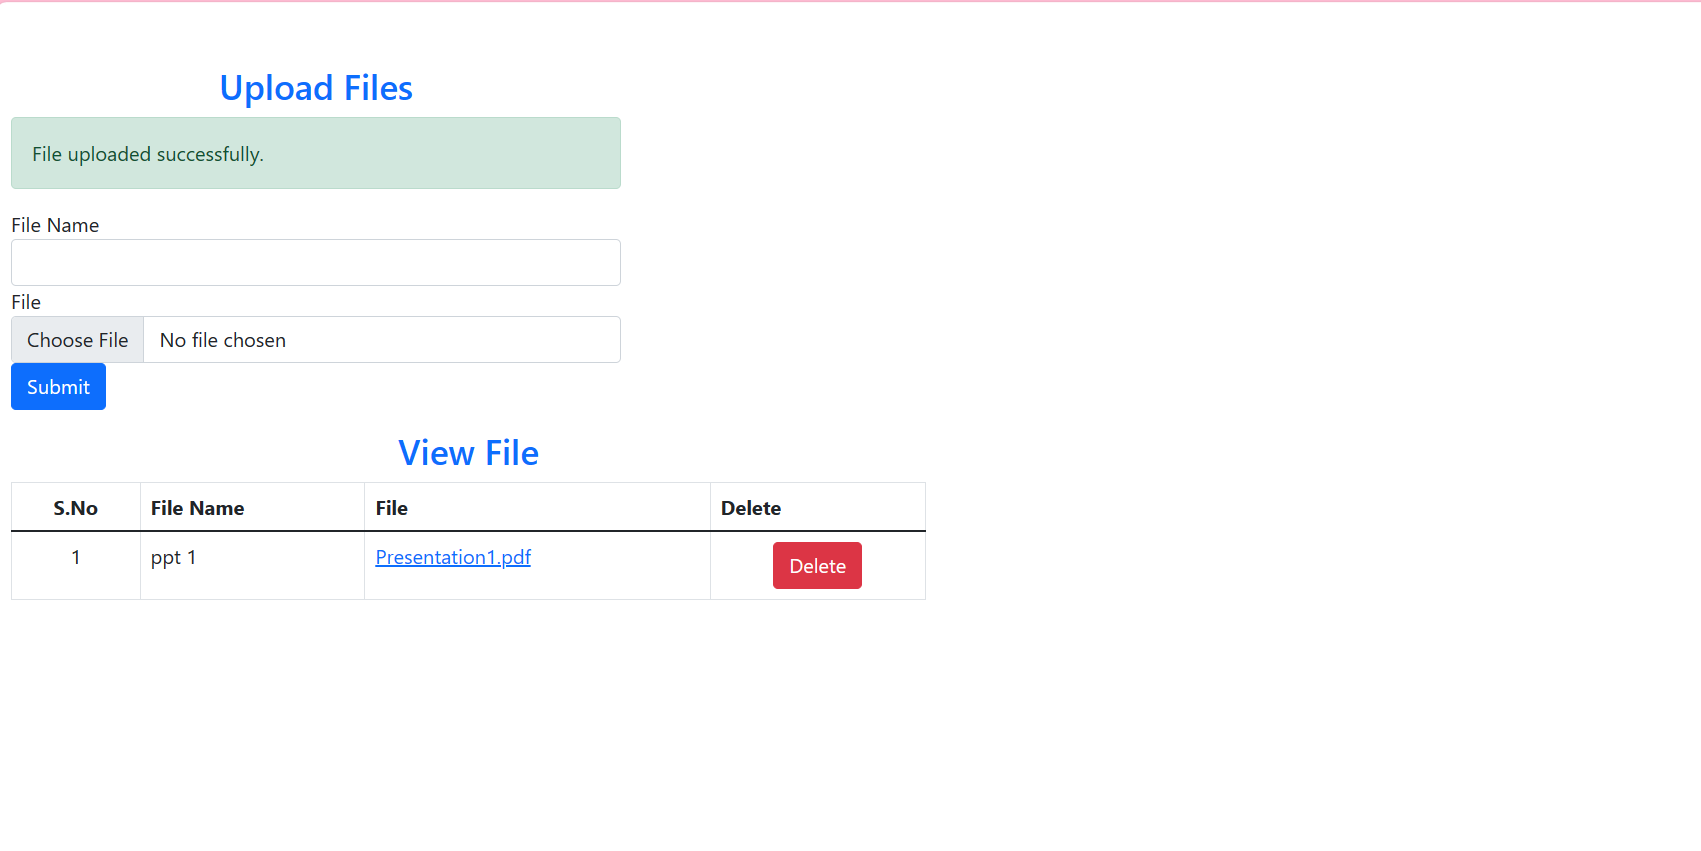 Upload Files
File uploaded successfully.
File Name
File
Choose File No file chosen
Submit
View File
S.No File Name File Delete
1 ppt 1 Presentation1.pdf Delete